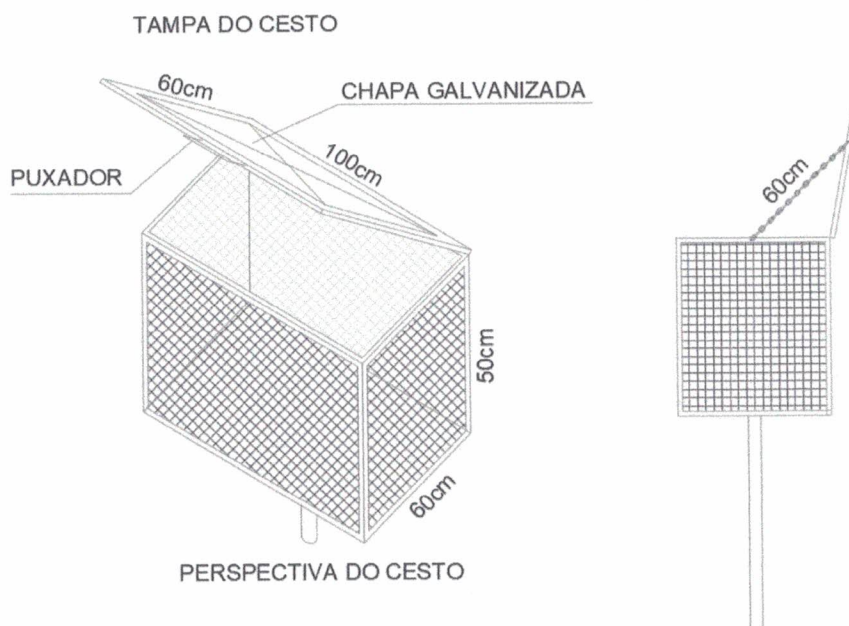 TAMPA DO CESTO
60cm
CHAPA GALVANIZADA
100cm
PUXADOR
60cm
50cm
60cm
PERSPECTIVA DO CESTO